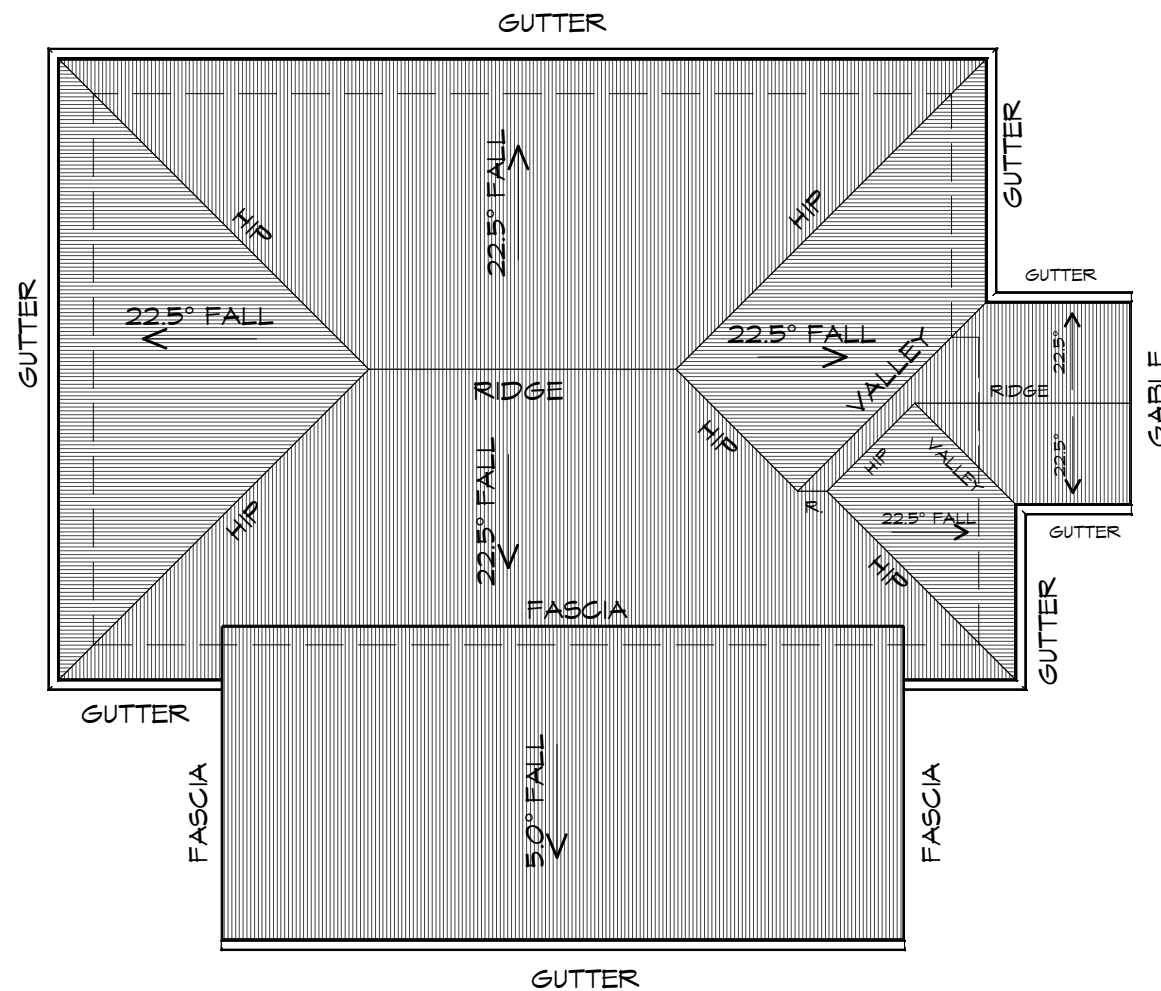 GUTTER
GUTTER
HIP
22.5° FALL
HIP
GUTTER
GUTTER
22.5° FALL
22.5° FALL
VALLEY
22.5°
RIDGE
RIDGE
GABLE
22.5°
22.5° FALL
HIP
HIP
VALLEY
HIP
R.
22.5° FALL
GUTTER
HIP
FASCIA
GUTTER
GUTTER
FASCIA
5.0° FALL
FASCIA
GUTTER